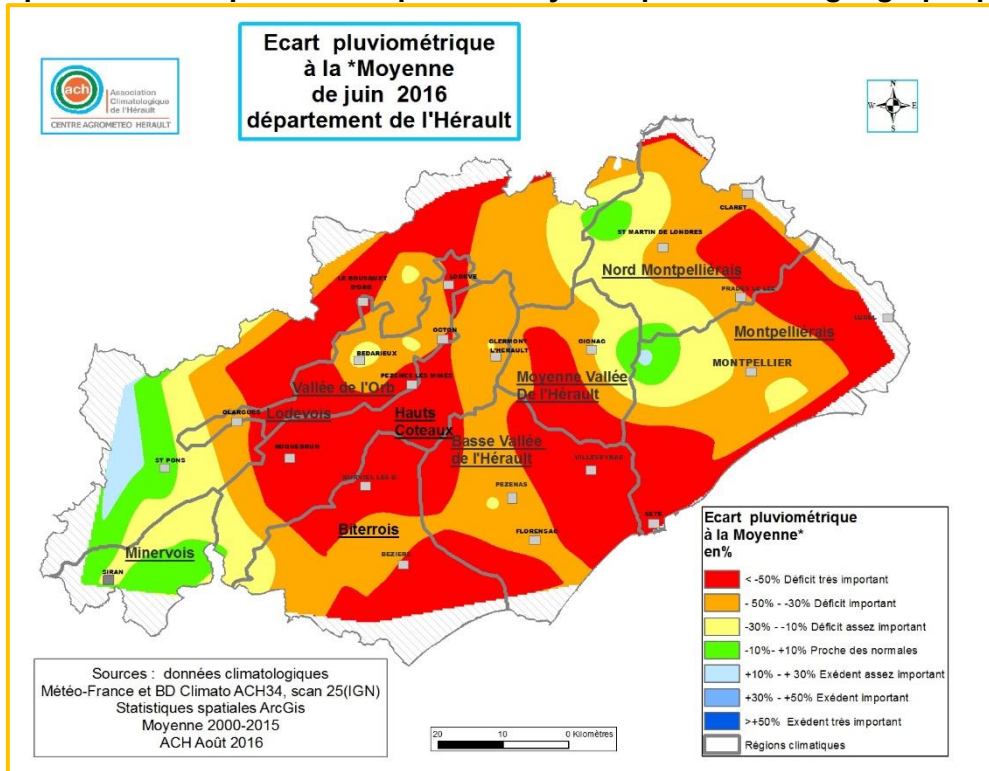 Ecart pluviométrique
à la *Moyenne
de juin 2016
département de l'Hérault
ach
Association
Climatologique
de l'Hérault
CENTRE AGROMETEO HERAULT
N
W
E
S
CLARET
ST MARTIN DE LONDRES
Nord Montpelliérais
LE BOUSQUET
D'ORB
LODEVE
PRADES LE LEZ
LUNEL
Montpelliérais
OCTON
CLERMONT
L'HERAULT
GIGNAC
BEDARIEUX
MONTPELLIER
PEZENES LES MINES
Moyenne Vallée
De l'Hérault
Vallée de l'Orb
Lodevois
Hauts
Coteaux
OLARGUES
Basse Vallée
de l'Hérault
ST PONS
VILLEVEYRAC
PEZENAS
SETE
Biterrois
FLORENSAC
Minervois
BEZIERS
SIRAN
Ecart pluviométrique
à la Moyenne*
en%
< -50% Déficit très important
- 50% - -30% Déficit important
-30% - -10% Déficit assez important
-10%- +10% Proche des normales
+10% - + 30% Exédent assez important
+30% - +50% Exédent important
>+50% Exédent très important
Régions climatiques
Sources : données climatologiques
Météo-France et BD Climato ACH34, scan 25(IGN)
Statistiques spatiales ArcGis
Moyenne 2000-2015
ACH Août 2016
20 10 0 Kilomètres